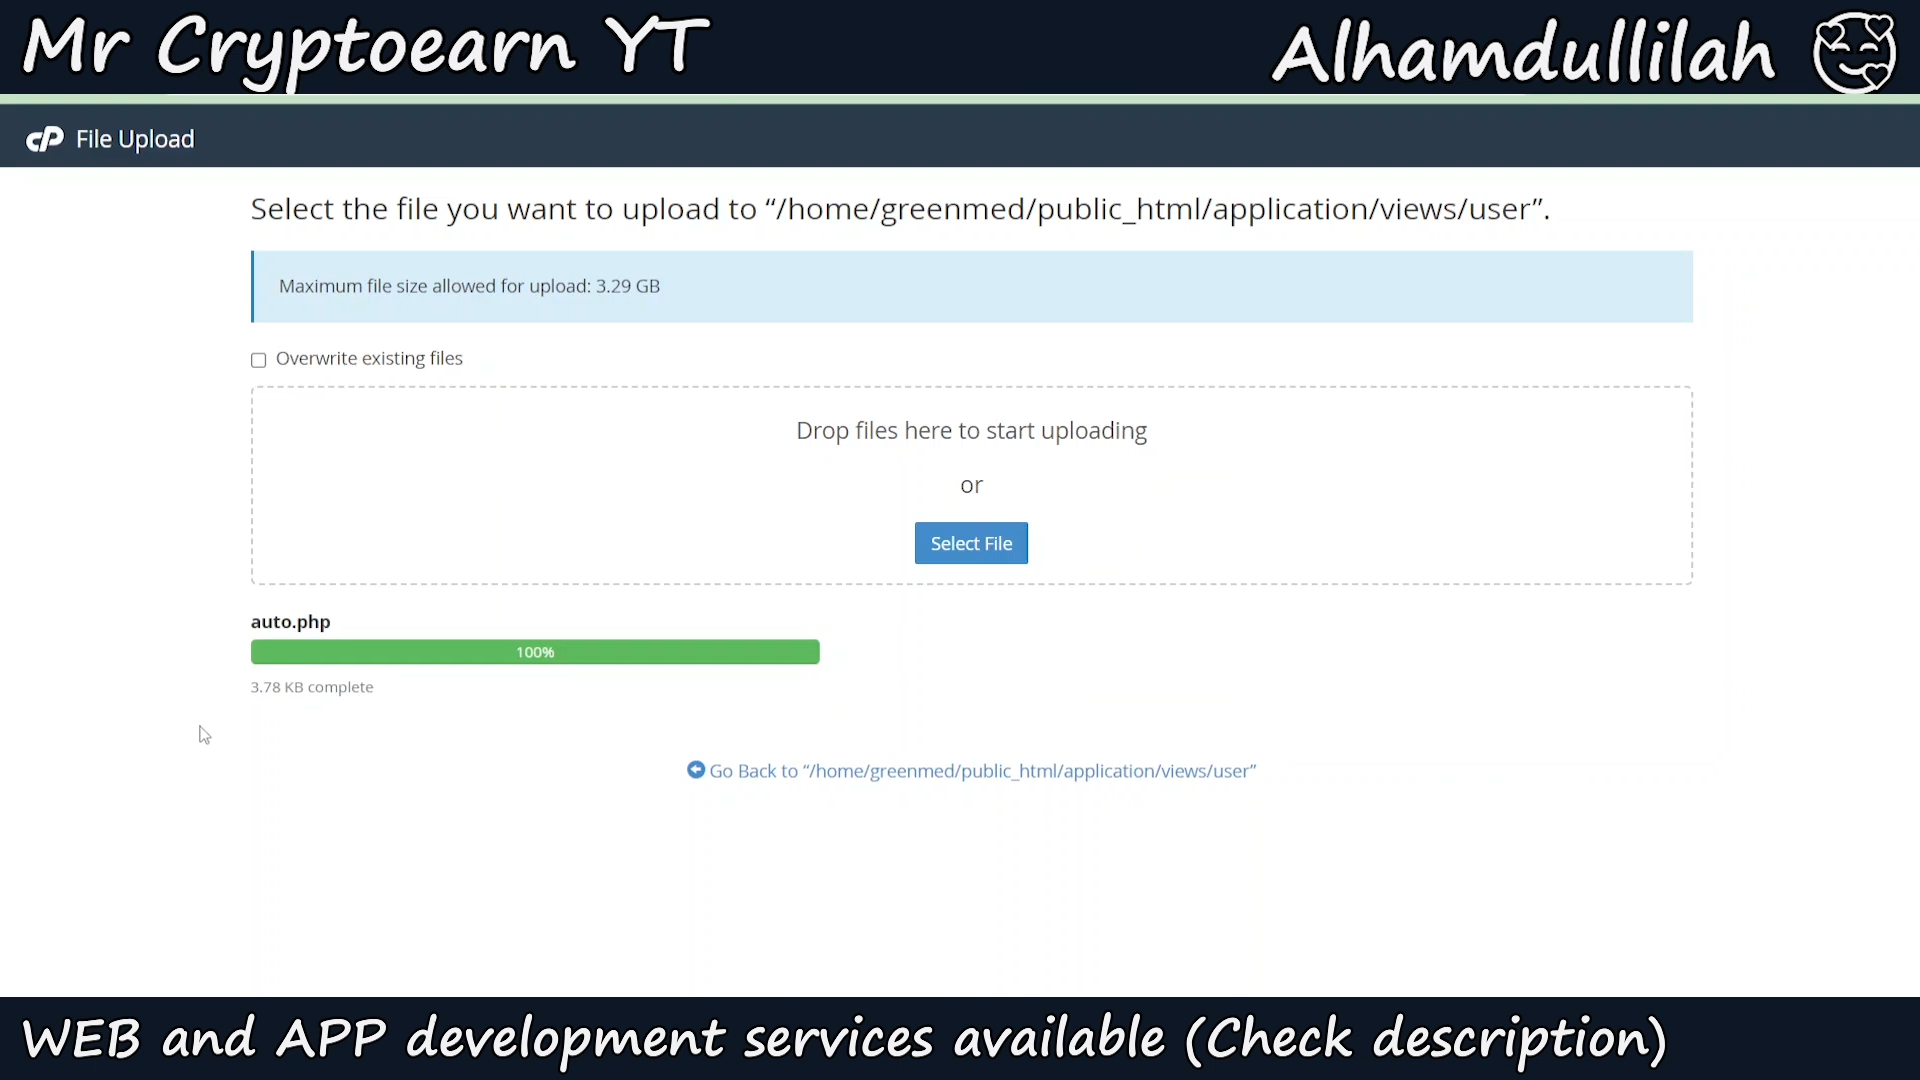 Mr Cryptoearn YT
Alhamdullilah
cP File Upload
Select the file you want to upload to “/home/greenmed/public_html/application/views/user”.
Maximum file size allowed for upload: 3.29 GB
Overwrite existing files
Drop files here to start uploading
or
Select File
auto.php
100%
3.78 KB complete
Go Back to “/home/greenmed/public_html/application/views/user”
WEB and APP development services available (Check description)